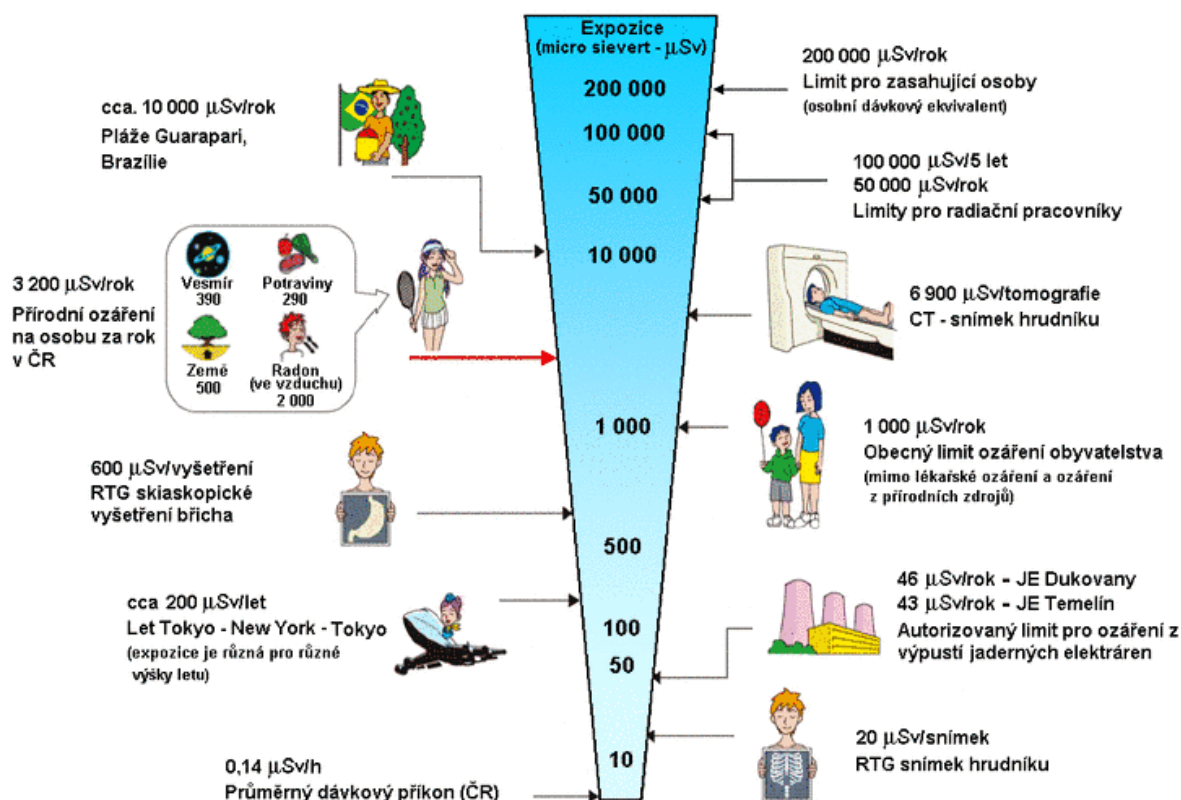 Expozice
(micro sievert - μSv)
200 000
100 000
50 000
10 000
1 000
500
100
50
10
cca. 10 000 μSv/rok
Pláže Guarapari,
Brazílie
3 200 μSv/rok
Přírodní ozáření
na osobu za rok
v ČR
Vesmír
390
Potraviny
290
Země
500
Radon
(ve vzduchu)
2 000
600 μSv/vyšetření
RTG skiaskopické
vyšetření břicha
cca 200 μSv/let
Let Tokyo - New York - Tokyo
(expozice je různá pro různé
výšky letu)
0,14 μSv/h
Průměrný dávkový příkon (ČR)
200 000 μSv/rok
Limit pro zasahující osoby
(osobní dávkový ekvivalent)
100 000 μSv/5 let
50 000 μSv/rok
Limity pro radiační pracovníky
6 900 μSv/tomografie
CT - snímek hrudníku
1 000 μSv/rok
Obecný limit ozáření obyvatelstva
(mimo lékařské ozáření a ozáření
z přírodních zdrojů)
46 μSv/rok - JE Dukovany
43 μSv/rok - JE Temelín
Autorizovaný limit pro ozáření z
výpustí jaderných elektráren
20 μSv/snímek
RTG snímek hrudníku